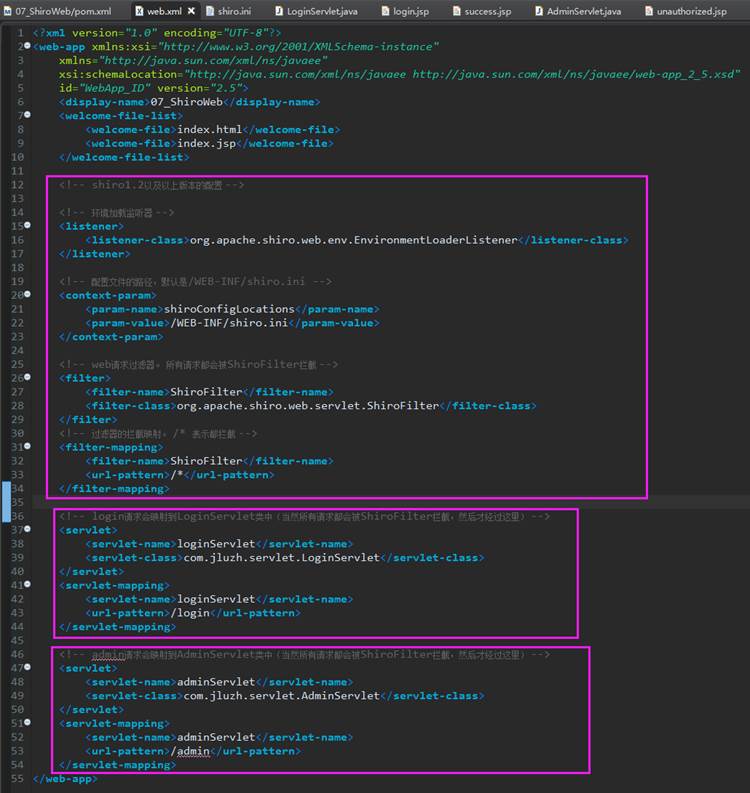 07_ShiroWeb/pom.xml web.xml shiro.ini LoginServlet.java login.jsp success.jsp AdminServlet.java unauthorized.jsp
1 <?xml version="1.0" encoding="UTF-8"?>
2 <web-app xmlns:xsi="http://www.w3.org/2001/XMLSchema-instance"
3 xmlns="http://java.sun.com/xml/ns/javaee"
4 xsi:schemaLocation="http://java.sun.com/xml/ns/javaee http://java.sun.com/xml/ns/javaee/web-app_2_5.xsd"
5 id="WebApp_ID" version="2.5">
6 <display-name>07_ShiroWeb</display-name>
7 <welcome-file-list>
8 <welcome-file>index.html</welcome-file>
9 <welcome-file>index.jsp</welcome-file>
10 </welcome-file-list>
11
12 <!-- shiro1.2以及以上版本的配置 -->
13
14 <!-- 环境加载监听器 -->
15 <listener>
16 <listener-class>org.apache.shiro.web.env.EnvironmentLoaderListener</listener-class>
17 </listener>
18
19 <!-- 配置文件的路径，默认是/WEB-INF/shiro.ini -->
20 <context-param>
21 <param-name>shiroConfigLocations</param-name>
22 <param-value>/WEB-INF/shiro.ini</param-value>
23 </context-param>
24
25 <!-- web请求过滤器。所有请求都会被ShiroFilter拦截 -->
26 <filter>
27 <filter-name>ShiroFilter</filter-name>
28 <filter-class>org.apache.shiro.web.servlet.ShiroFilter</filter-class>
29 </filter>
30 <!-- 过滤器的拦截映射。/* 表示都拦截 -->
31 <filter-mapping>
32 <filter-name>ShiroFilter</filter-name>
33 <url-pattern>/*</url-pattern>
34 </filter-mapping>
35
36 <!-- login请求会映射到LoginServlet类中（当然所有请求都会被ShiroFilter拦截，然后才经过这里） -->
37 <servlet>
38 <servlet-name>loginServlet</servlet-name>
39 <servlet-class>com.jluzh.servlet.LoginServlet</servlet-class>
40 </servlet>
41 <servlet-mapping>
42 <servlet-name>loginServlet</servlet-name>
43 <url-pattern>/login</url-pattern>
44 </servlet-mapping>
45
46 <!-- admin请求会映射到AdminServlet类中（当然所有请求都会被ShiroFilter拦截，然后才经过这里） -->
47 <servlet>
48 <servlet-name>adminServlet</servlet-name>
49 <servlet-class>com.jluzh.servlet.AdminServlet</servlet-class>
50 </servlet>
51 <servlet-mapping>
52 <servlet-name>adminServlet</servlet-name>
53 <url-pattern>/admin</url-pattern>
54 </servlet-mapping>
55 </web-app>